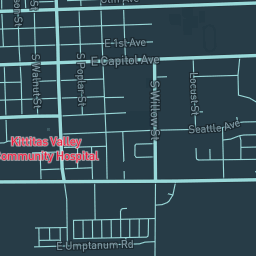 E 1st Ave
E Capitol Ave
S Walnut St
S Poplar St
S Willow St
Locust St
Seattle Ave
Kittitas Valley
Community Hospital
E Umptanum Rd